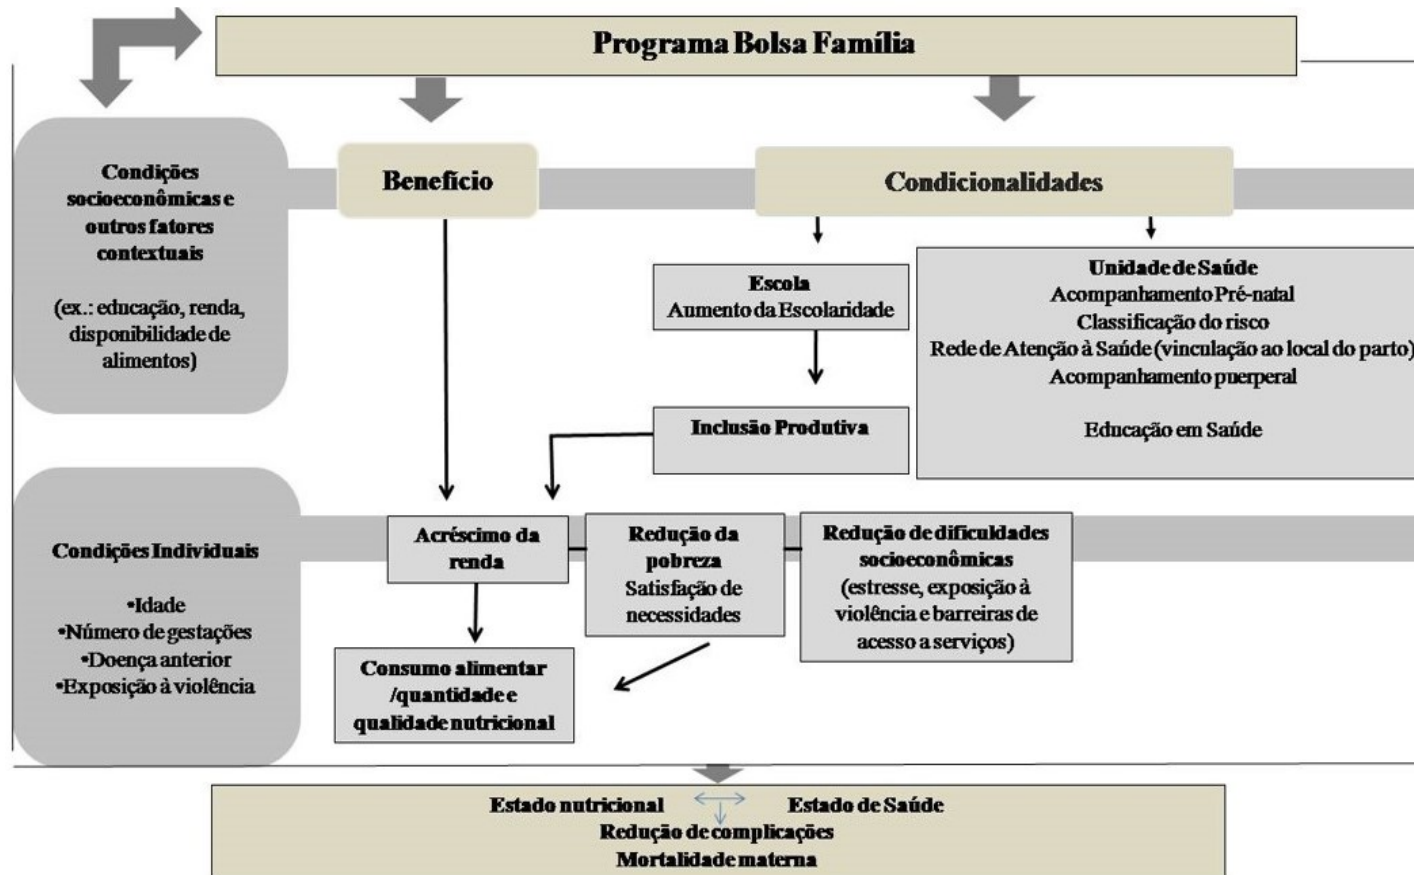 Programa Bolsa Família
Condições
socioeconômicas e
outros fatores
contextuais
(ex.: educação, renda,
disponibilidade de
alimentos)
Benefício
Condicionalidades
Escola
Aumento da Escolaridade
Unidade de Saúde
Acompanhamento Pré-natal
Classificação do risco
Rede de Atenção à Saúde (vinculação ao local do parto)
Acompanhamento puerperal
Educação em Saúde
Inclusão Produtiva
Condições Individuais
•Idade
•Número de gestações
•Doença anterior
•Exposição à violência
Acréscimo da
renda
Redução da
pobreza
Satisfação de
necessidades
Redução de dificuldades
socioeconômicas
(estresse, exposição à
violência e barreiras de
acesso a serviços)
Consumo alimentar
/quantidade e
qualidade nutricional
Estado nutricional Estado de Saúde
Redução de complicações
Mortalidade materna